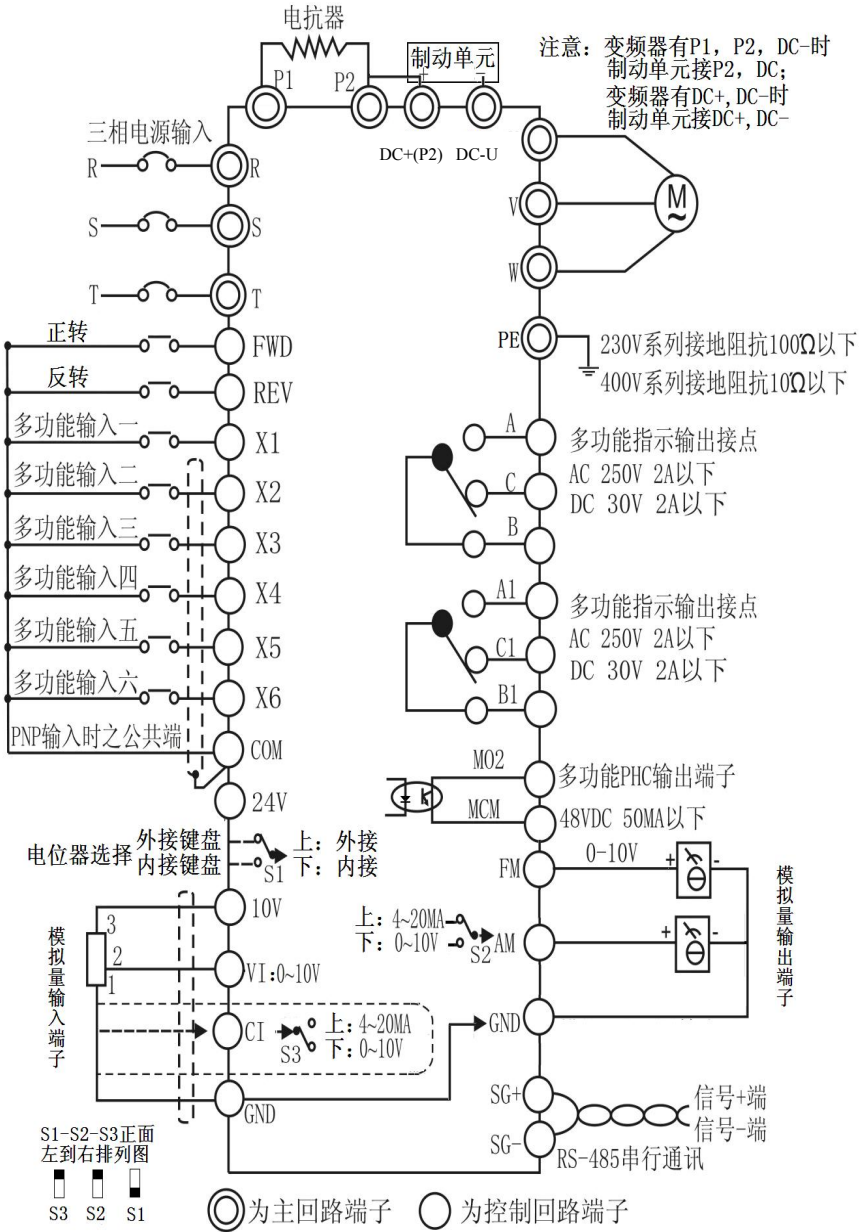 电抗器
制动单元
+ -
P1
P2
注意：变频器有P1，P2，DC-时
制动单元接P2，DC；
变频器有DC+,DC-时
制动单元接DC+,DC-
DC+(P2) DC-U
三相电源输入
R R
S S
T T
V
W
M
~
PE
230V系列接地阻抗100Ω以下
400V系列接地阻抗10Ω以下
正转 FWD
反转 REV
多功能输入一 X1
多功能输入二 X2
多功能输入三 X3
多功能输入四 X4
多功能输入五 X5
多功能输入六 X6
PNP输入时之公共端 COM
24V
A
C
B
多功能指示输出接点
AC 250V 2A以下
DC 30V 2A以下
A1
C1
B1
多功能指示输出接点
AC 250V 2A以下
DC 30V 2A以下
MO2
MCM
多功能PHC输出端子
48VDC 50MA以下
电位器选择
外接键盘
内接键盘
S1
上：外接
下：内接
FM
0-10V
+ -
上：4~20MA
下：0~10V
S2
AM
+ -
模拟量输出端子
模拟量输入端子
3
2
1
10V
VI:0~10V
CI
S3
上：4~20MA
下：0~10V
GND
GND
SG+
SG-
信号+端
信号-端
RS-485串行通讯
S1-S2-S3正面
左到右排列图
S3 S2 S1
为主回路端子
为控制回路端子